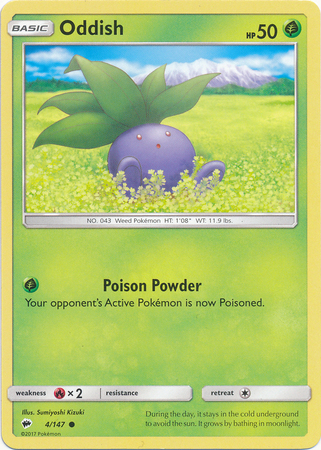 BASIC Oddish HP 50
NO. 043 Weed Pokémon HT: 1'08" WT: 11.9 lbs.
Poison Powder
Your opponent's Active Pokémon is now Poisoned.
weakness × 2 resistance retreat
Illus. Sumiyoshi Kizuki
4/147
©2017 Pokémon
During the day, it stays in the cold underground
to avoid the sun. It grows by bathing in moonlight.